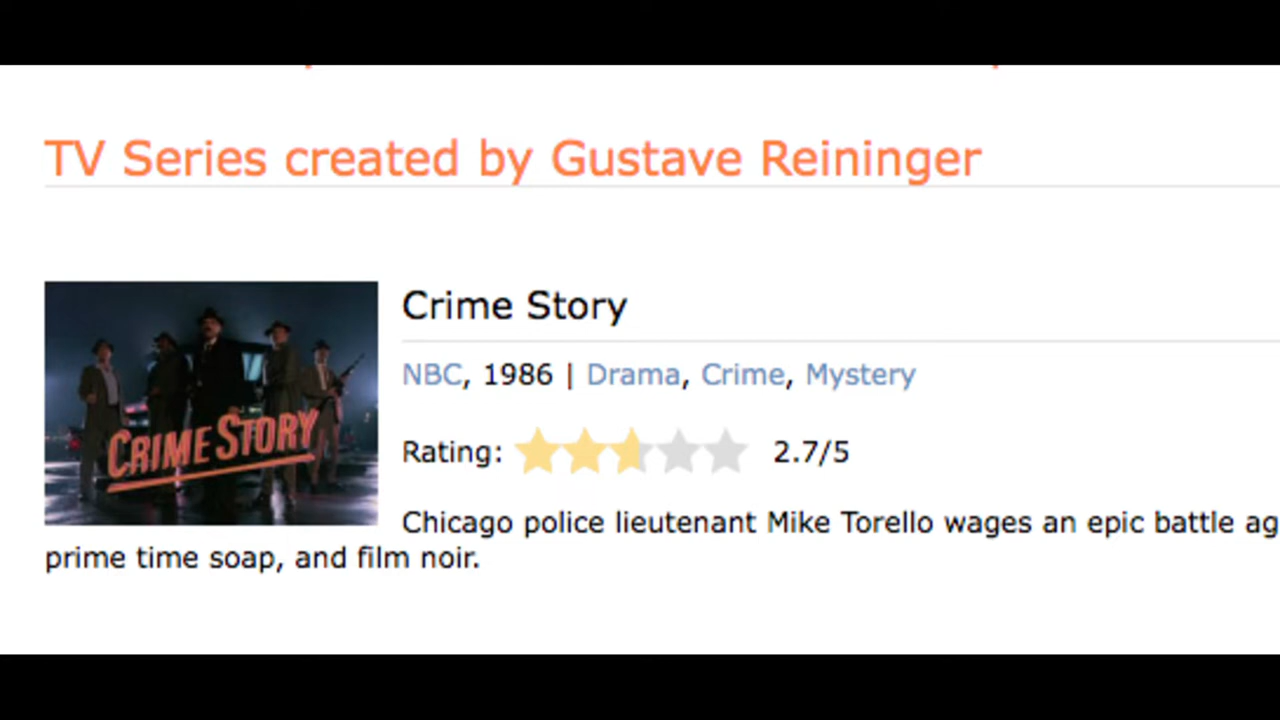 TV Series created by Gustave Reininger
CRIME STORY
Crime Story
NBC, 1986 | Drama, Crime, Mystery
Rating: 2.7/5
Chicago police lieutenant Mike Torello wages an epic battle ag
prime time soap, and film noir.